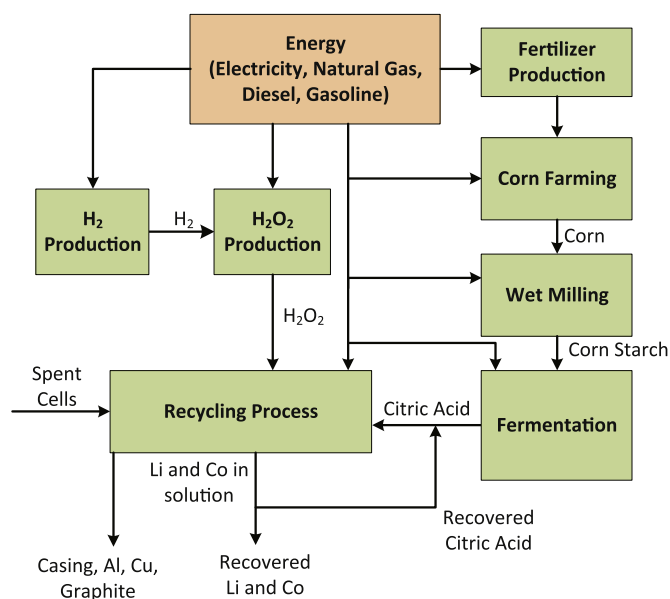 Energy
(Electricity, Natural Gas,
Diesel, Gasoline)
Fertilizer
Production
Corn Farming
H₂
Production
H₂
H₂O₂
Production
Corn
Wet Milling
H₂O₂
Corn Starch
Spent
Cells
Recycling Process
Citric Acid
Fermentation
Li and Co in
solution
Recovered
Citric Acid
Casing, Al, Cu,
Graphite
Recovered
Li and Co